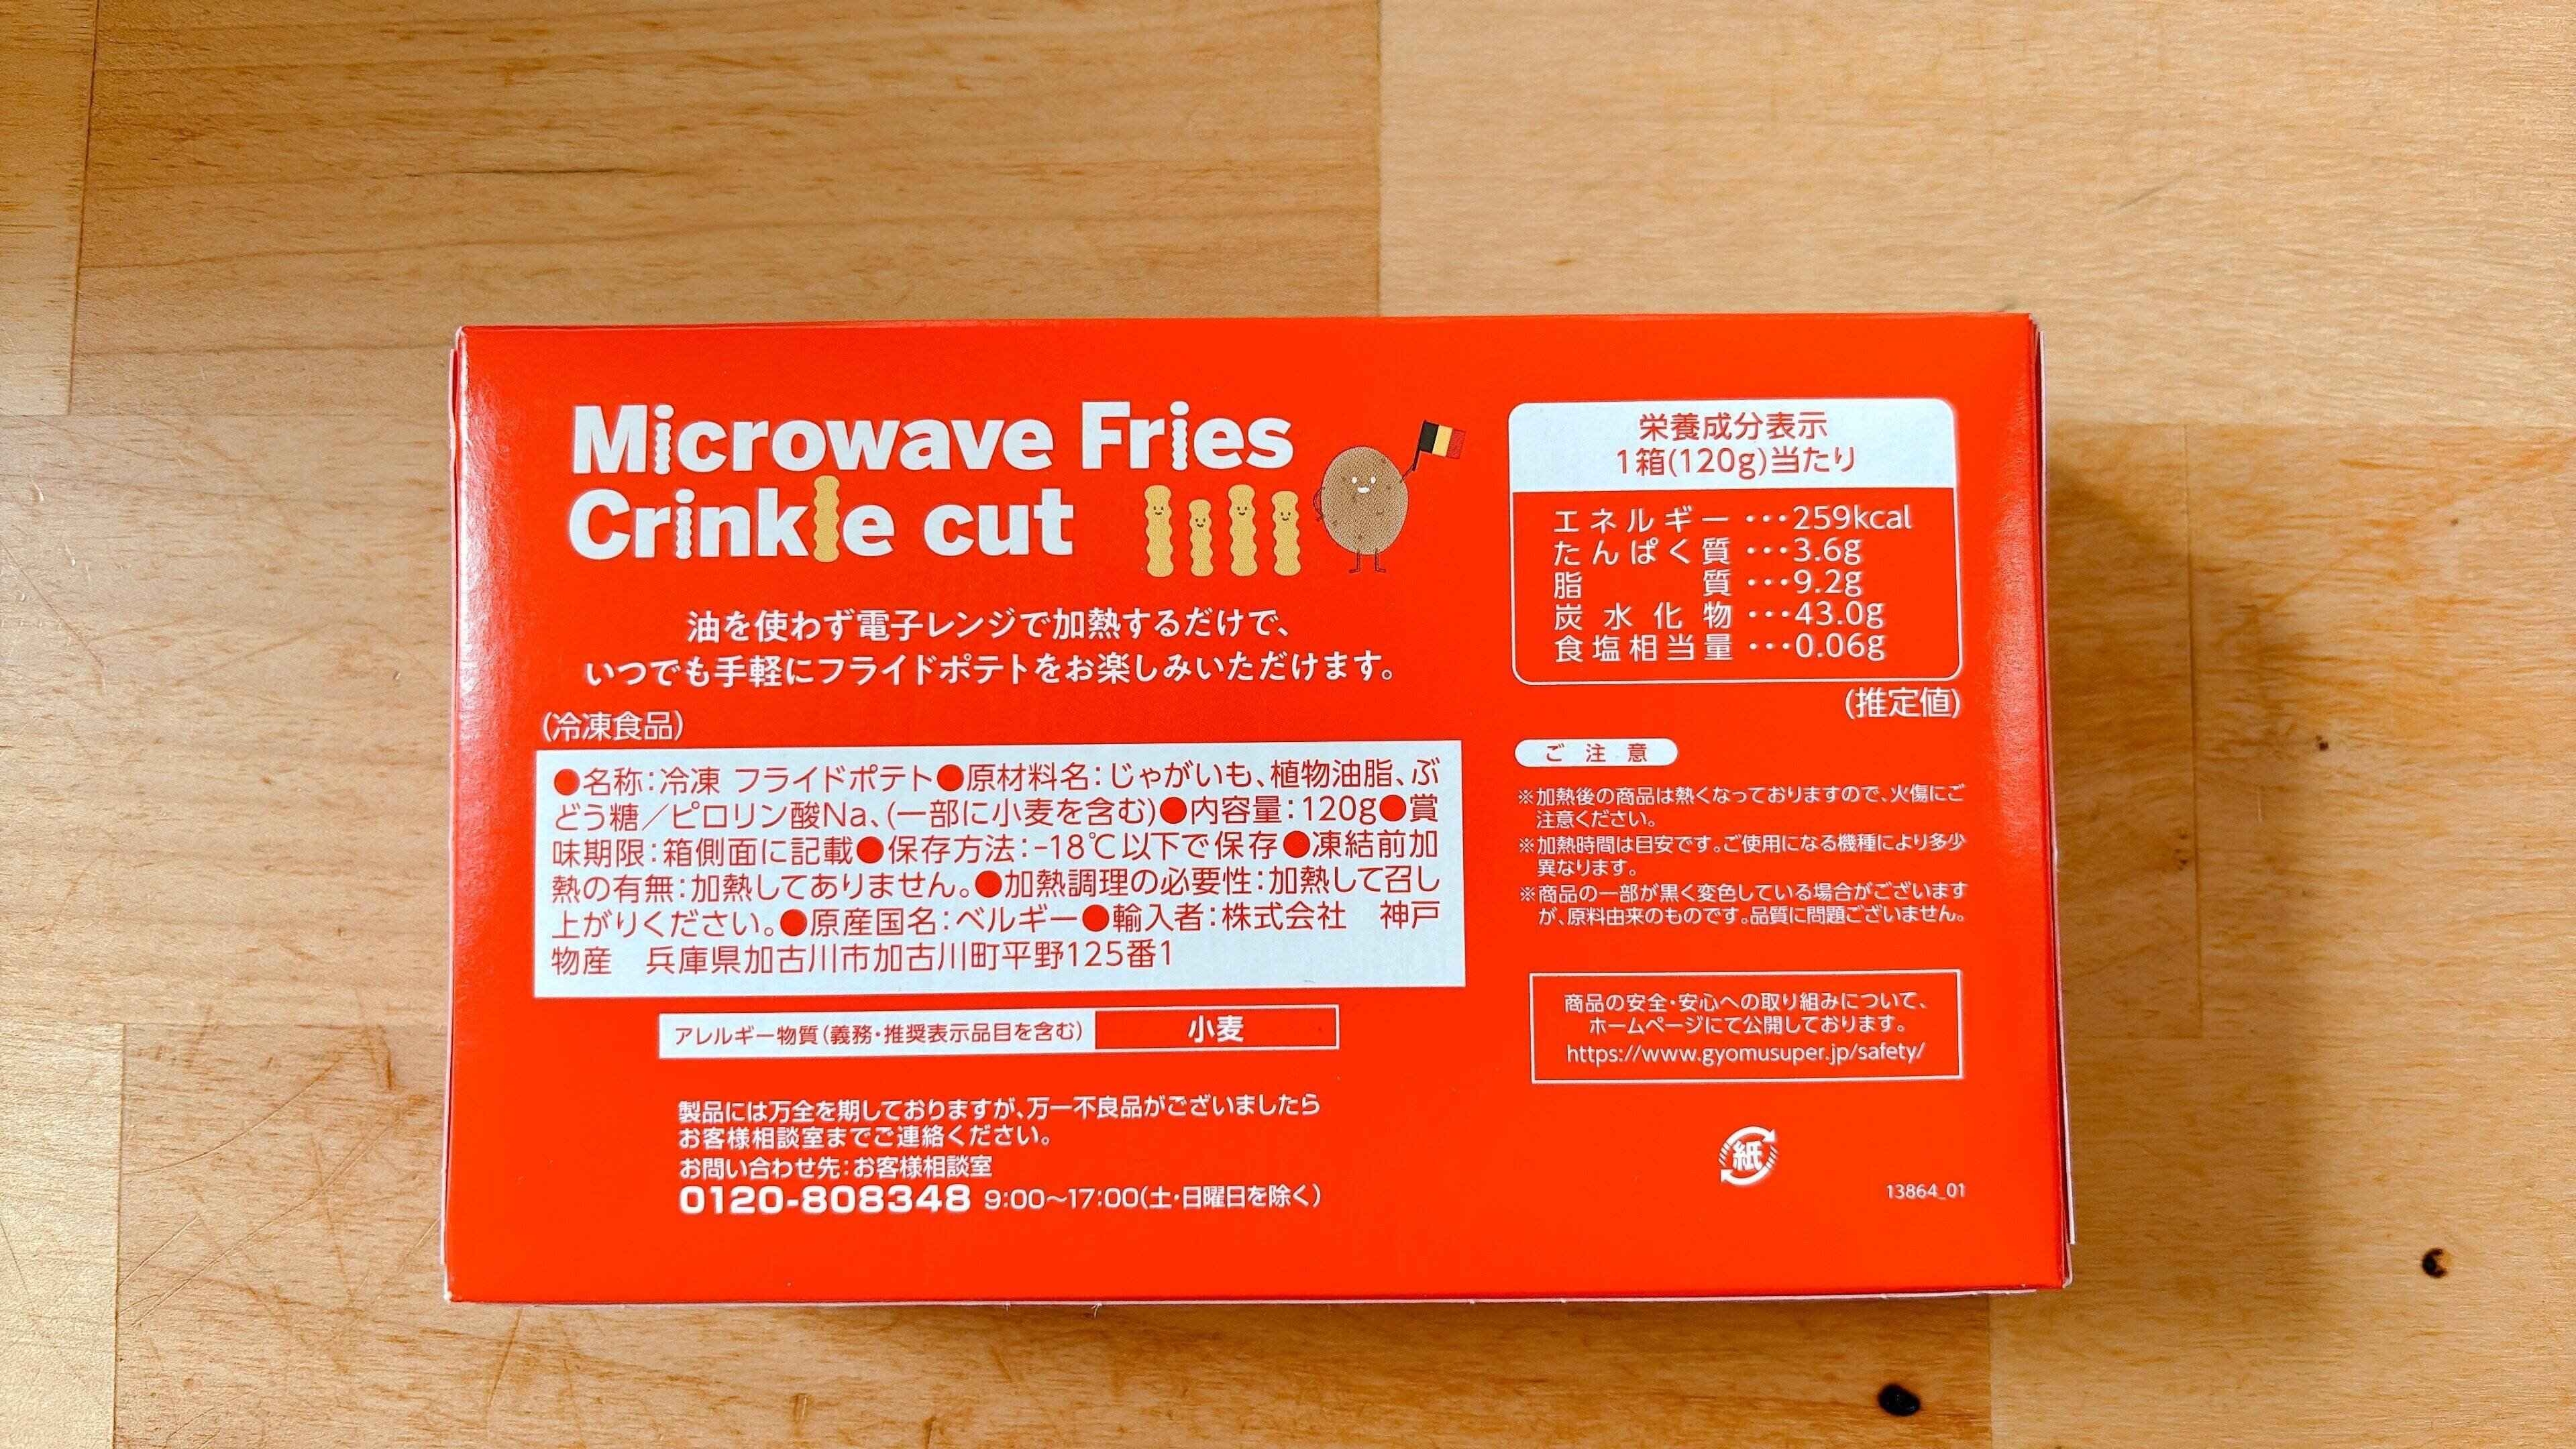 Microwave Fries
Crinkle cut
油を使わず電子レンジで加熱するだけで、
いつでも手軽にフライドポテトをお楽しみいただけます。
(冷凍食品)
●名称:冷凍 フライドポテト●原材料名:じゃがいも、植物油脂、ぶ
どう糖/ピロリン酸Na、(一部に小麦を含む)●内容量:120g●賞
味期限:箱側面に記載●保存方法:-18℃以下で保存●凍結前加
熱の有無:加熱してありません。●加熱調理の必要性:加熱して召し
上がりください。●原産国名:ベルギー●輸入者:株式会社 神戸
物産 兵庫県加古川市加古川町平野125番1
アレルギー物質(義務・推奨表示品目を含む) 小麦
製品には万全を期しておりますが、万一不良品がございましたら
お客様相談室までご連絡ください。
お問い合わせ先:お客様相談室
0120-808348 9:00～17:00(土・日曜日を除く)
栄養成分表示
1箱(120g)当たり
エネルギー…259kcal
たんぱく質…3.6g
脂質…9.2g
炭水化物…43.0g
食塩相当量…0.06g
(推定値)
ご注意
※加熱後の商品は熱くなっておりますので、火傷にご
注意ください。
※加熱時間は目安です。ご使用になる機種により多少
異なります。
※商品の一部が黒く変色している場合がございます
が、原料由来のものです。品質に問題ございません。
商品の安全・安心への取り組みについて、
ホームページにて公開しております。
https://www.gyomusuper.jp/safety/
紙
13864_01